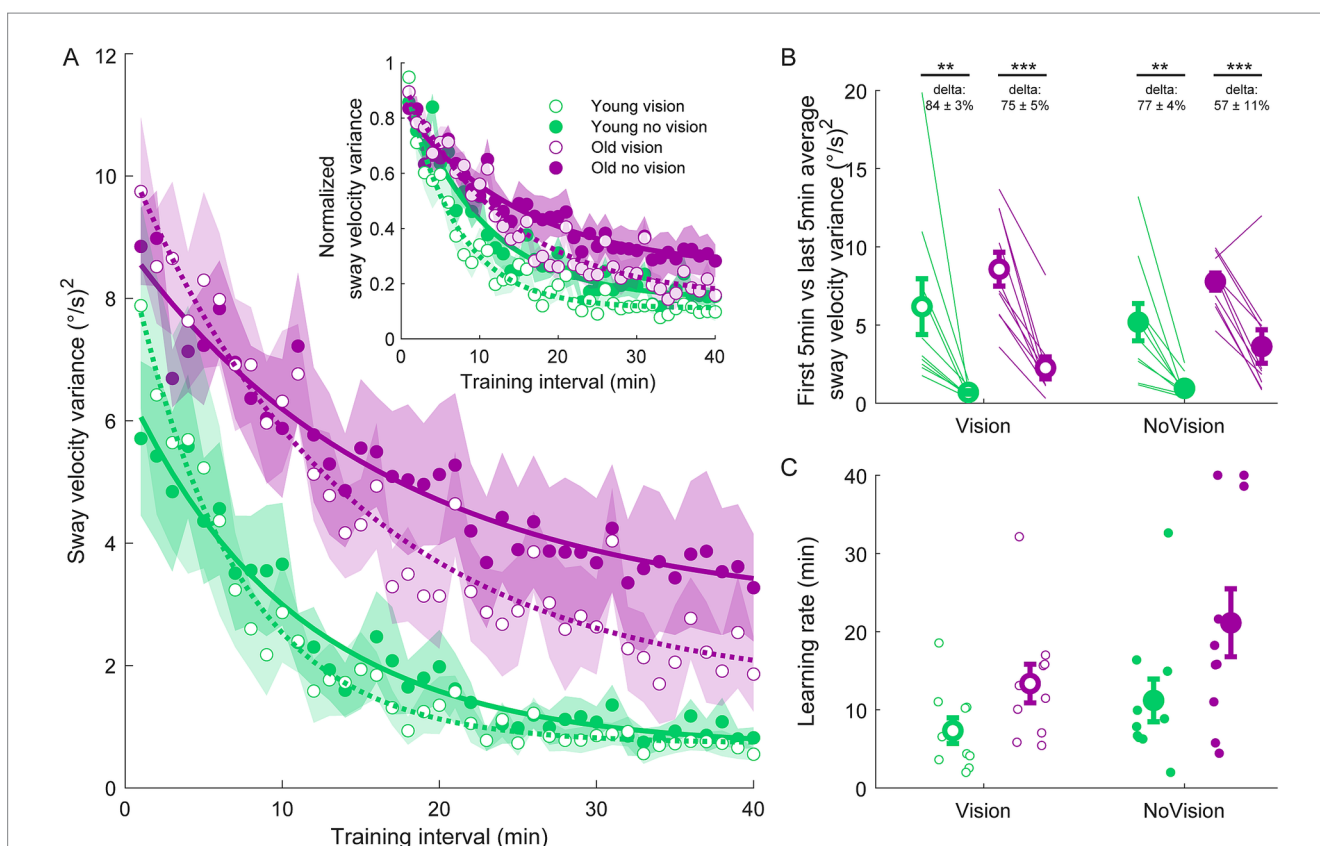 A
12
10
8
6
4
2
0
Sway velocity variance (°/s)²
0
10
20
30
40
Training interval (min)
1
0.8
0.6
0.4
0.2
0
Normalized
sway velocity variance
0
10
20
30
40
Training interval (min)
Young vision
Young no vision
Old vision
Old no vision
B
20
15
10
5
0
First 5min vs last 5min average
sway velocity variance (°/s)²
**
delta:
84 ± 3%
***
delta:
75 ± 5%
**
delta:
77 ± 4%
***
delta:
57 ± 11%
Vision
NoVision
C
40
30
20
10
0
Learning rate (min)
Vision
NoVision